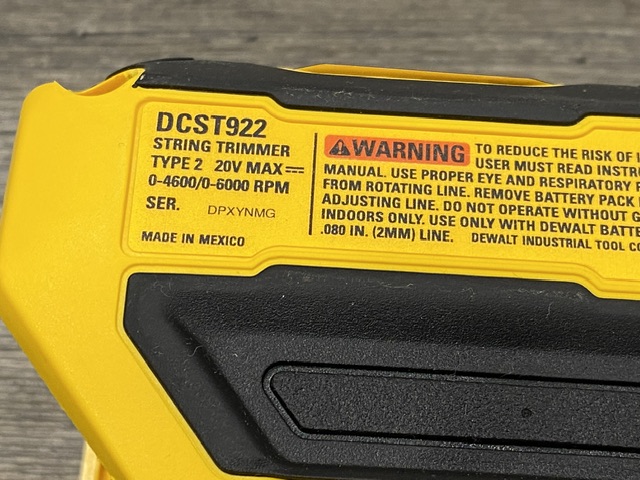 DCST922
STRING TRIMMER
TYPE 2 20V MAX⎓
0-4600/0-6000 RPM
SER. DPXYNMG
MADE IN MEXICO
⚠WARNING TO REDUCE THE RISK OF
USER MUST READ
MANUAL. USE PROPER EYE AND RESPIRATORY
FROM ROTATING LINE. REMOVE BATTERY PACK
ADJUSTING LINE. DO NOT OPERATE WITHOUT
INDOORS ONLY. USE ONLY WITH DEWALT
.080 IN. (2MM) LINE. DEWALT INDUSTRIAL TOOL